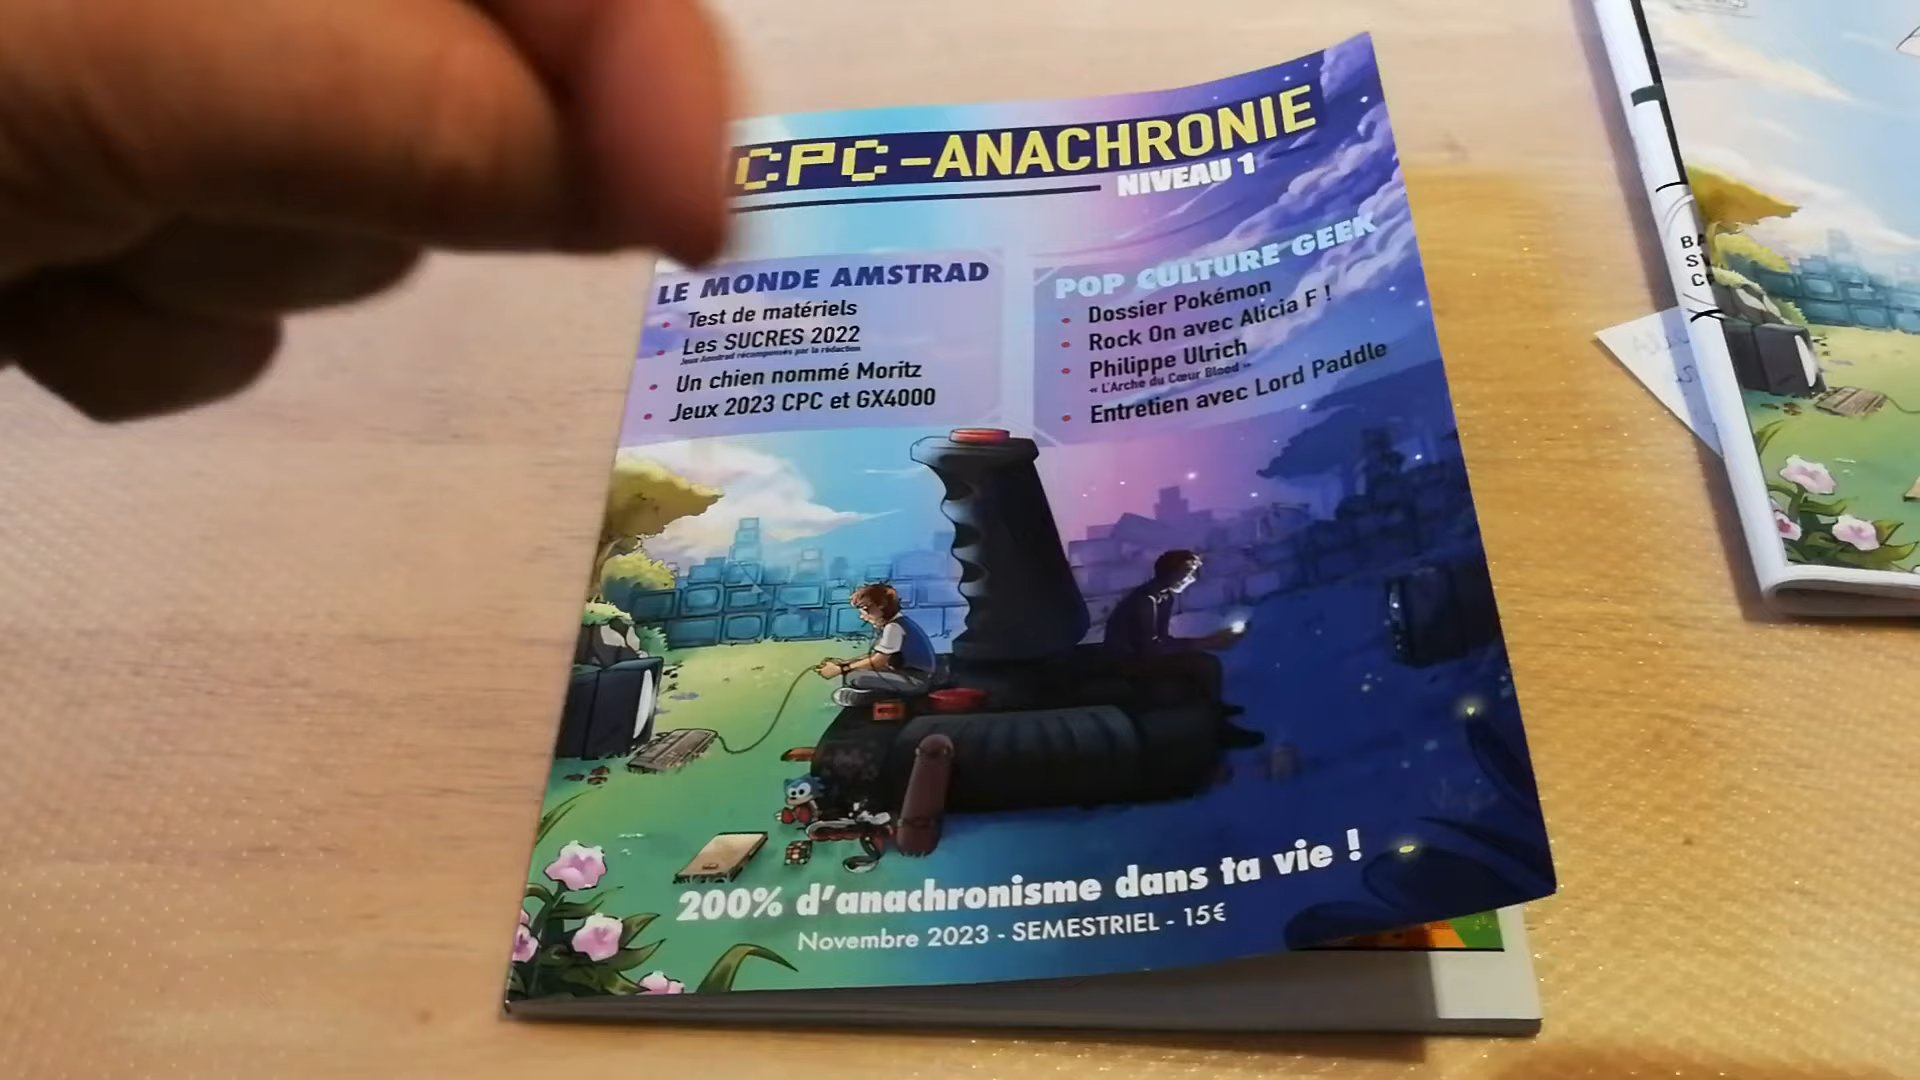 CPC-ANACHRONIE
NIVEAU 1
LE MONDE AMSTRAD
• Test de matériels
• Les SUCRES 2022
Jeux Amstrad récompensés par la rédaction
• Un chien nommé Moritz
• Jeux 2023 CPC et GX4000
POP CULTURE GEEK
• Dossier Pokémon
• Rock On avec Alicia F !
• Philippe Ulrich
« L'Arche du Cœur Blood »
• Entretien avec Lord Paddle
200% d'anachronisme dans ta vie !
Novembre 2023 - SEMESTRIEL - 15€